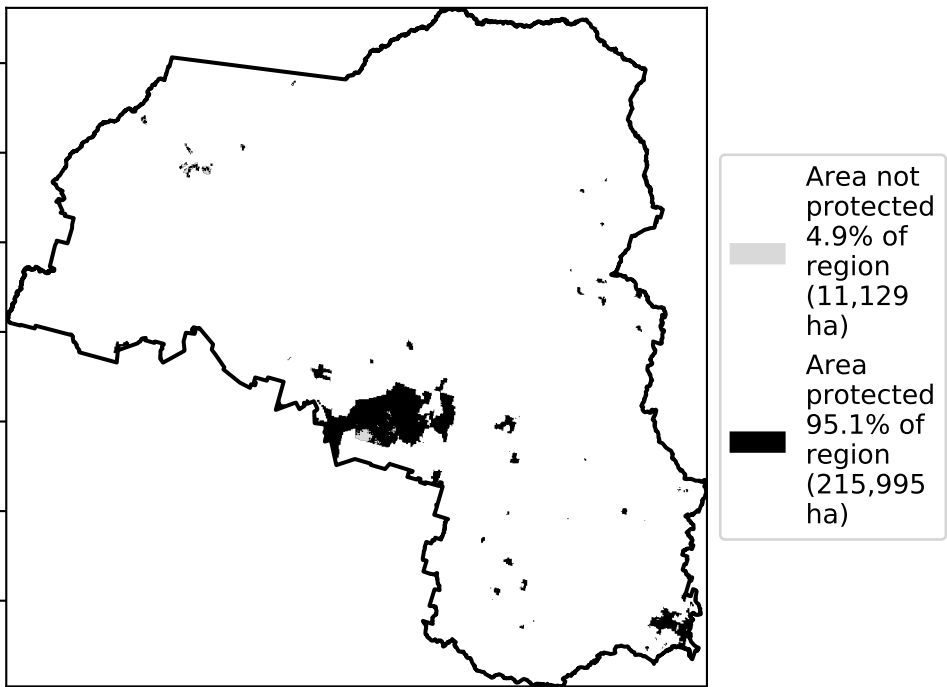 Area not
protected
4.9% of
region
(11,129
ha)
Area
protected
95.1% of
region
(215,995
ha)